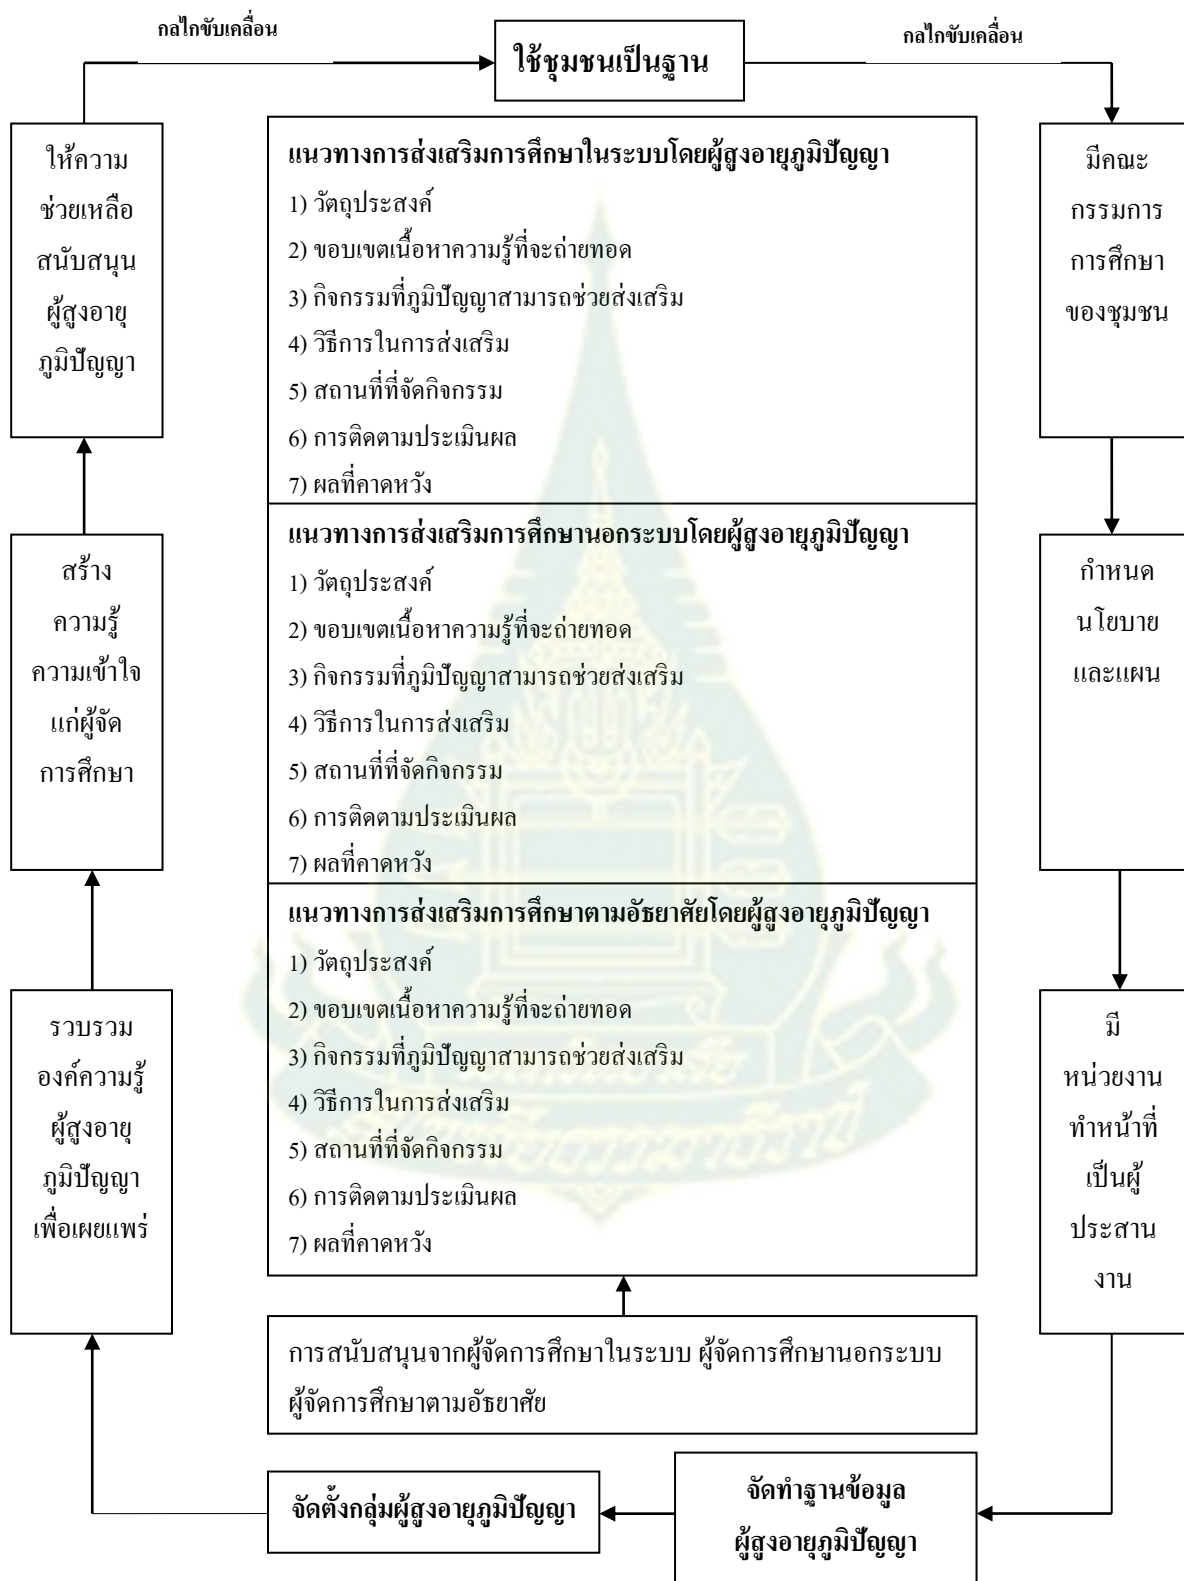 กลไกขับเคลื่อน
กลไกขับเคลื่อน
ใช้ชุมชนเป็นฐาน
ให้ความ
ช่วยเหลือ
สนับสนุน
ผู้สูงอายุ
ภูมิปัญญา
แนวทางการส่งเสริมการศึกษาในระบบโดยผู้สูงอายุภูมิปัญญา
1) วัตถุประสงค์
2) ขอบเขตเนื้อหาความรู้ที่จะถ่ายทอด
3) กิจกรรมที่ภูมิปัญญาสามารถช่วยส่งเสริม
4) วิธีการในการส่งเสริม
5) สถานที่ที่จัดกิจกรรม
6) การติดตามประเมินผล
7) ผลที่คาดหวัง
มีคณะ
กรรมการ
การศึกษา
ของชุมชน
สร้าง
ความรู้
ความเข้าใจ
แก่ผู้จัด
การศึกษา
แนวทางการส่งเสริมการศึกษานอกระบบโดยผู้สูงอายุภูมิปัญญา
1) วัตถุประสงค์
2) ขอบเขตเนื้อหาความรู้ที่จะถ่ายทอด
3) กิจกรรมที่ภูมิปัญญาสามารถช่วยส่งเสริม
4) วิธีการในการส่งเสริม
5) สถานที่ที่จัดกิจกรรม
6) การติดตามประเมินผล
7) ผลที่คาดหวัง
กำหนด
นโยบาย
และแผน
รวบรวม
องค์ความรู้
ผู้สูงอายุ
ภูมิปัญญา
เพื่อเผยแพร่
แนวทางการส่งเสริมการศึกษาตามอัธยาศัยโดยผู้สูงอายุภูมิปัญญา
1) วัตถุประสงค์
2) ขอบเขตเนื้อหาความรู้ที่จะถ่ายทอด
3) กิจกรรมที่ภูมิปัญญาสามารถช่วยส่งเสริม
4) วิธีการในการส่งเสริม
5) สถานที่ที่จัดกิจกรรม
6) การติดตามประเมินผล
7) ผลที่คาดหวัง
มี
หน่วยงาน
ทำหน้าที่
เป็นผู้
ประสาน
งาน
การสนับสนุนจากผู้จัดการศึกษาในระบบ ผู้จัดการศึกษานอกระบบ
ผู้จัดการศึกษาตามอัธยาศัย
จัดตั้งกลุ่มผู้สูงอายุภูมิปัญญา
จัดทำฐานข้อมูล
ผู้สูงอายุภูมิปัญญา